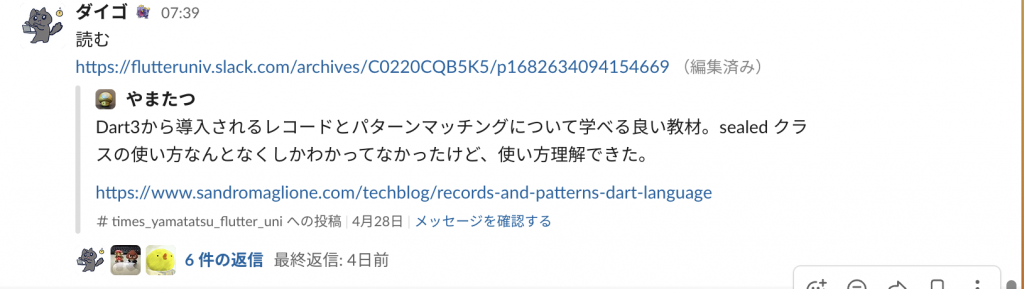 ダイゴ 07:39
読む
https://flutteruniv.slack.com/archives/C0220CQB5K5/p1682634094154669 （編集済み）
やまたつ
Dart3から導入されるレコードとパターンマッチングについて学べる良い教材。sealed クラ
スの使い方なんとなくしかわかってなかったけど、使い方理解できた。
https://www.sandromaglione.com/techblog/records-and-patterns-dart-language
# times_yamatatsu_flutter_uni への投稿 | 4月28日 | メッセージを確認する
6 件の返信 最終返信: 4日前